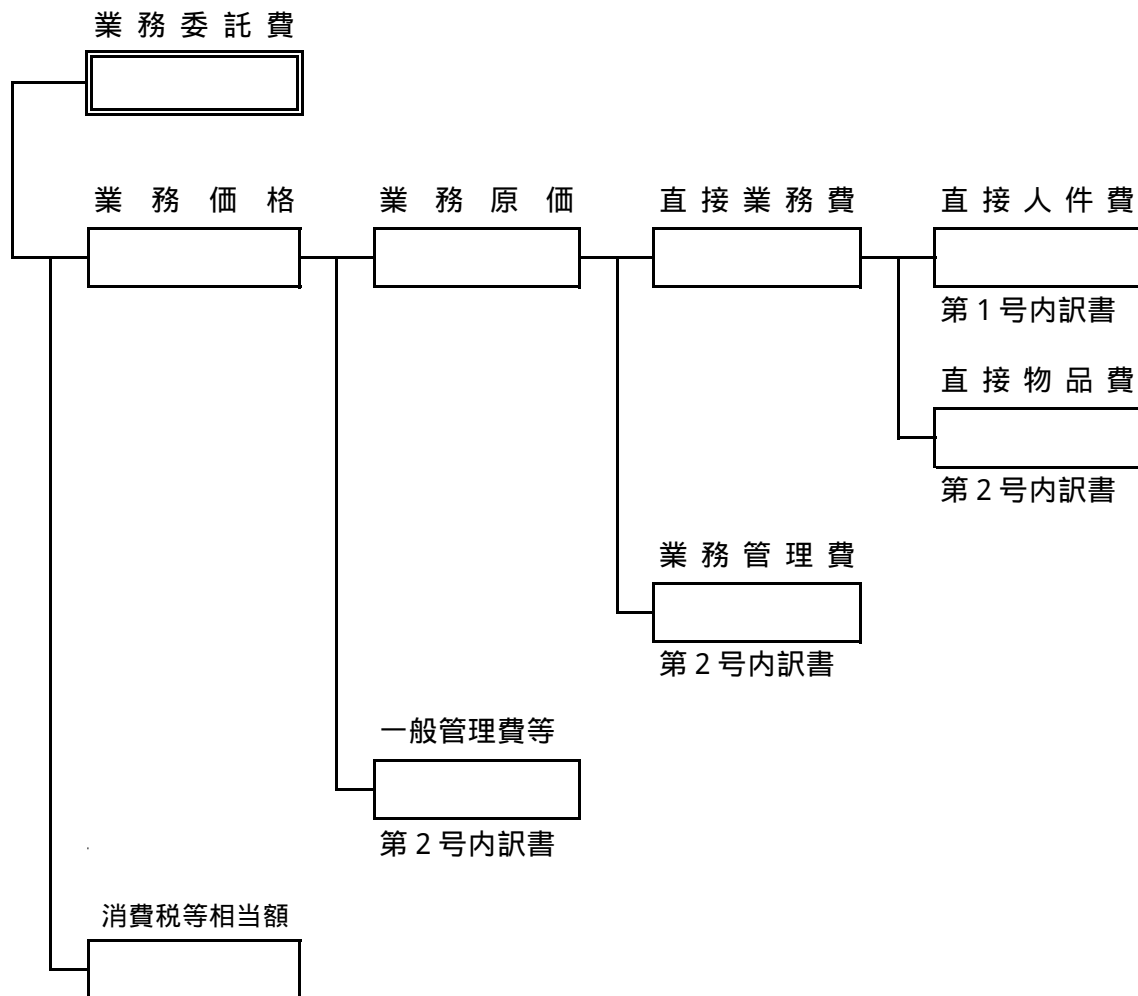 業務委託費
業務価格
業務原価
直接業務費
直接人件費
第1号内訳書
直接物品費
第2号内訳書
業務管理費
第2号内訳書
一般管理費等
第2号内訳書
消費税等相当額